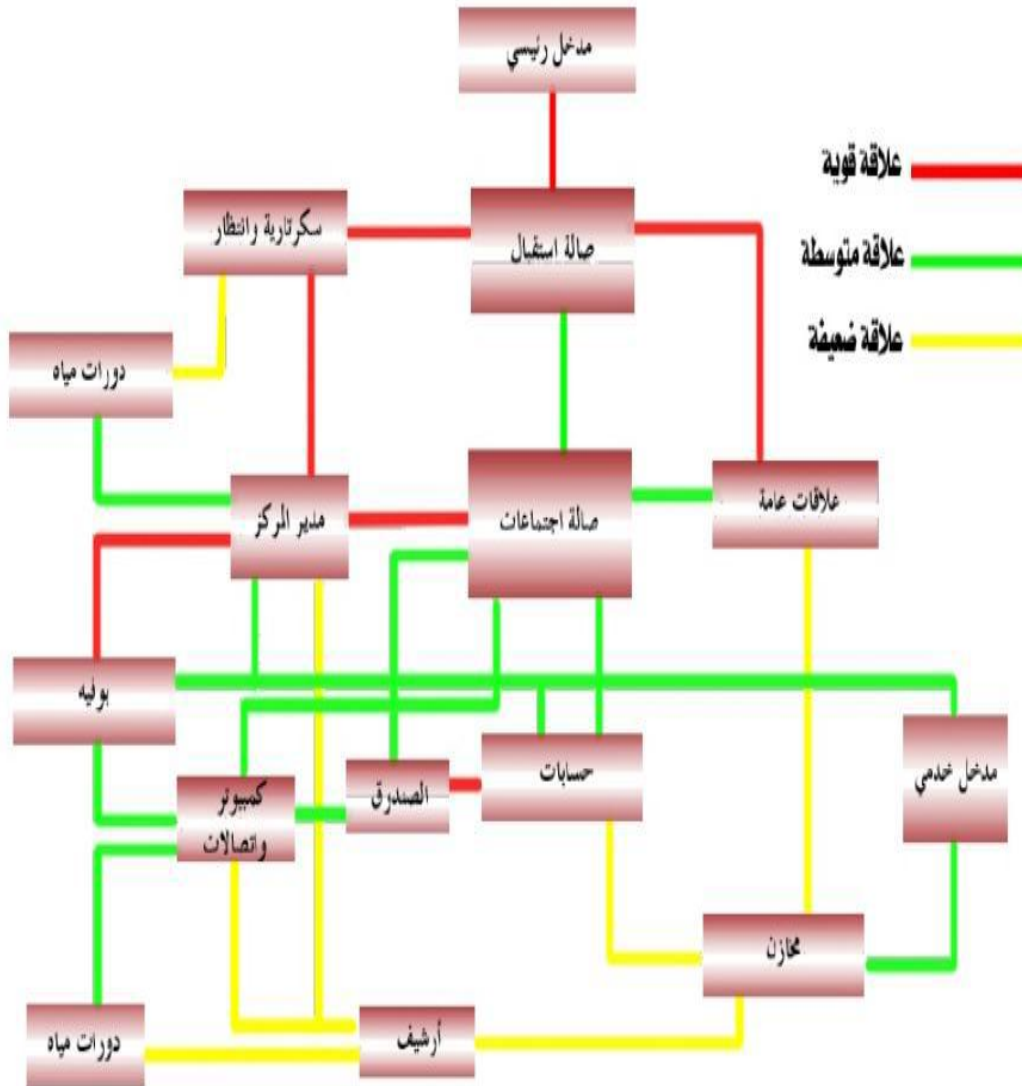 مدخل رئيسي
علاقة قوية
سكرتارية وانتظار
صالة استقبال
علاقة متوسطة
علاقة ضعيفة
دورات مياه
علاقات عامة
صالة اجتماعات
مدير المركز
بوفيه
مدخل خدمي
حسابات
الصندرق
كمبيوتر
واتصالات
مخازن
أرشيف
دورات مياه